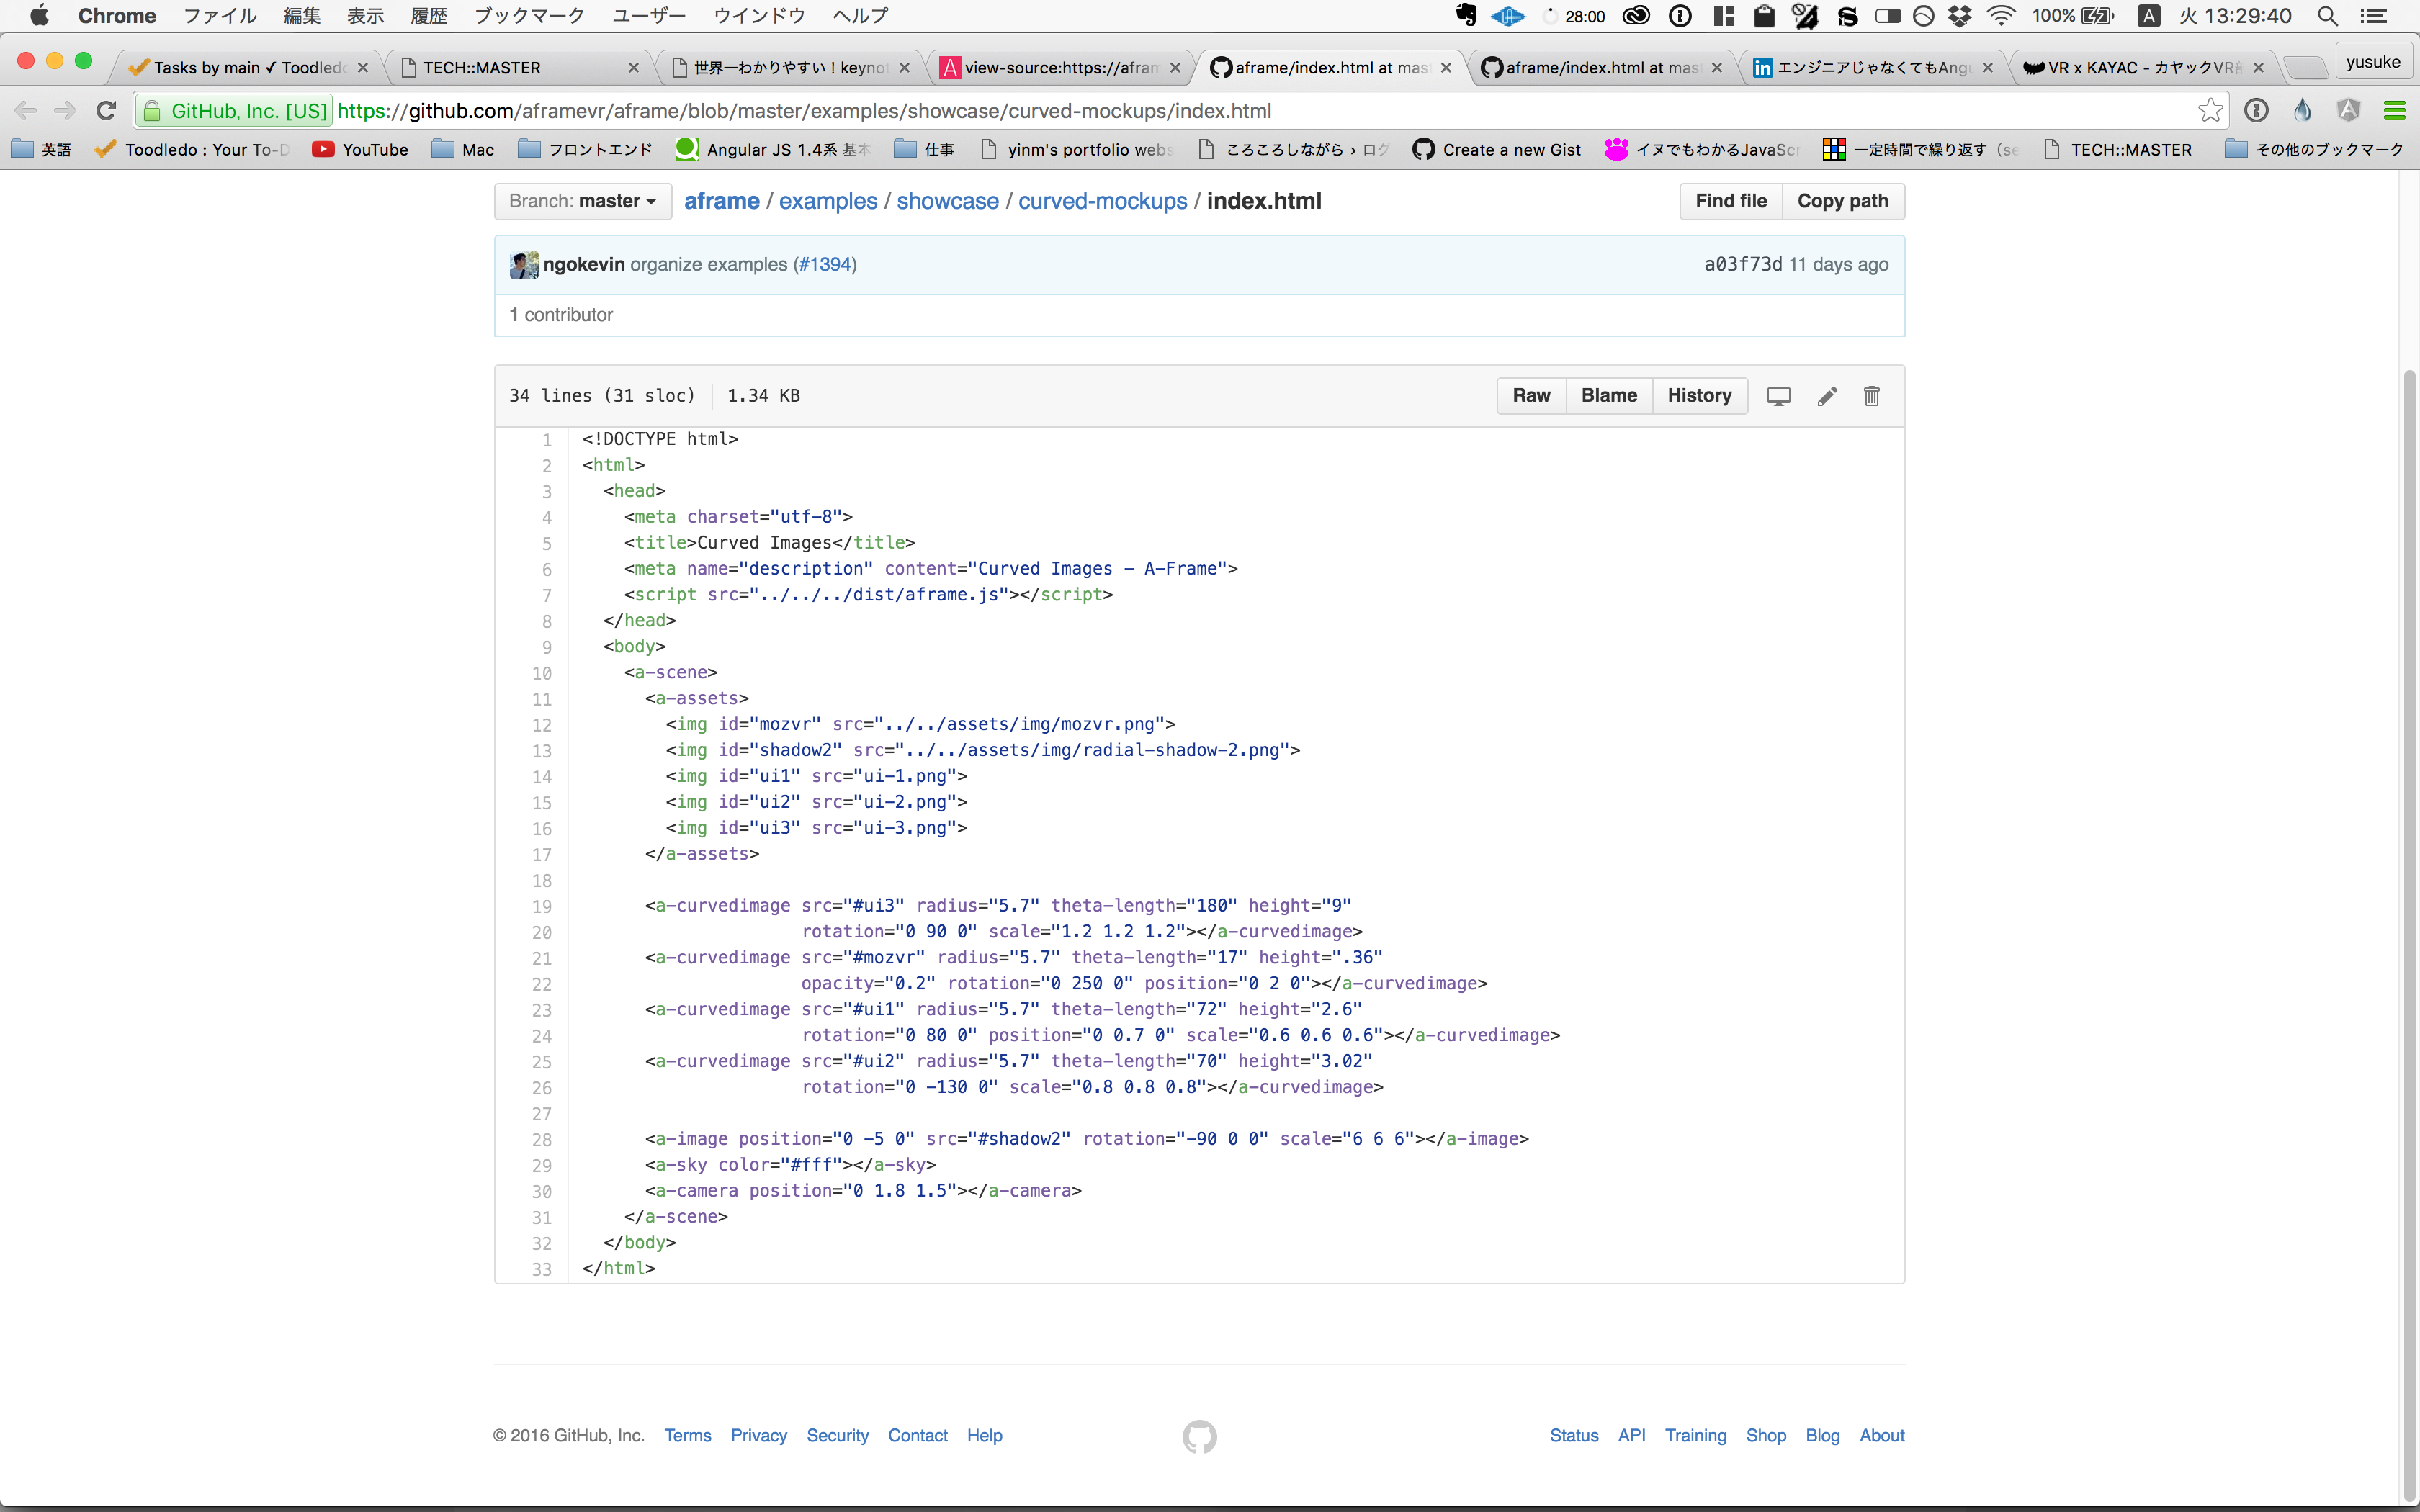 Chrome ファイル 編集 表示 履歴 ブックマーク ユーザー ウインドウ ヘルプ 28:00 100% A 火 13:29:40
Tasks by main ✓ Toodledo TECH::MASTER 世界一わかりやすい！keynot view-source:https://afram aframe/index.html at mast aframe/index.html at mast エンジニアじゃなくてもAngu VR x KAYAC - カヤックVR部 yusuke
GitHub, Inc. [US] https://github.com/aframevr/aframe/blob/master/examples/showcase/curved-mockups/index.html
英語 Toodledo : Your To-D YouTube Mac フロントエンド Angular JS 1.4系 基本 仕事 yinm's portfolio webs ころころしながら › ログ Create a new Gist イヌでもわかるJavaScr 一定時間で繰り返す（se TECH::MASTER その他のブックマーク
Branch: master aframe / examples / showcase / curved-mockups / index.html Find file Copy path
ngokevin organize examples (#1394) a03f73d 11 days ago
1 contributor
34 lines (31 sloc) 1.34 KB Raw Blame History
1 <!DOCTYPE html>
2 <html>
3 <head>
4 <meta charset="utf-8">
5 <title>Curved Images</title>
6 <meta name="description" content="Curved Images – A-Frame">
7 <script src="../../../dist/aframe.js"></script>
8 </head>
9 <body>
10 <a-scene>
11 <a-assets>
12 <img id="mozvr" src="../../assets/img/mozvr.png">
13 <img id="shadow2" src="../../assets/img/radial-shadow-2.png">
14 <img id="ui1" src="ui-1.png">
15 <img id="ui2" src="ui-2.png">
16 <img id="ui3" src="ui-3.png">
17 </a-assets>
18
19 <a-curvedimage src="#ui3" radius="5.7" theta-length="180" height="9"
20 rotation="0 90 0" scale="1.2 1.2 1.2"></a-curvedimage>
21 <a-curvedimage src="#mozvr" radius="5.7" theta-length="17" height=".36"
22 opacity="0.2" rotation="0 250 0" position="0 2 0"></a-curvedimage>
23 <a-curvedimage src="#ui1" radius="5.7" theta-length="72" height="2.6"
24 rotation="0 80 0" position="0 0.7 0" scale="0.6 0.6 0.6"></a-curvedimage>
25 <a-curvedimage src="#ui2" radius="5.7" theta-length="70" height="3.02"
26 rotation="0 -130 0" scale="0.8 0.8 0.8"></a-curvedimage>
27
28 <a-image position="0 -5 0" src="#shadow2" rotation="-90 0 0" scale="6 6 6"></a-image>
29 <a-sky color="#fff"></a-sky>
30 <a-camera position="0 1.8 1.5"></a-camera>
31 </a-scene>
32 </body>
33 </html>
© 2016 GitHub, Inc. Terms Privacy Security Contact Help Status API Training Shop Blog About